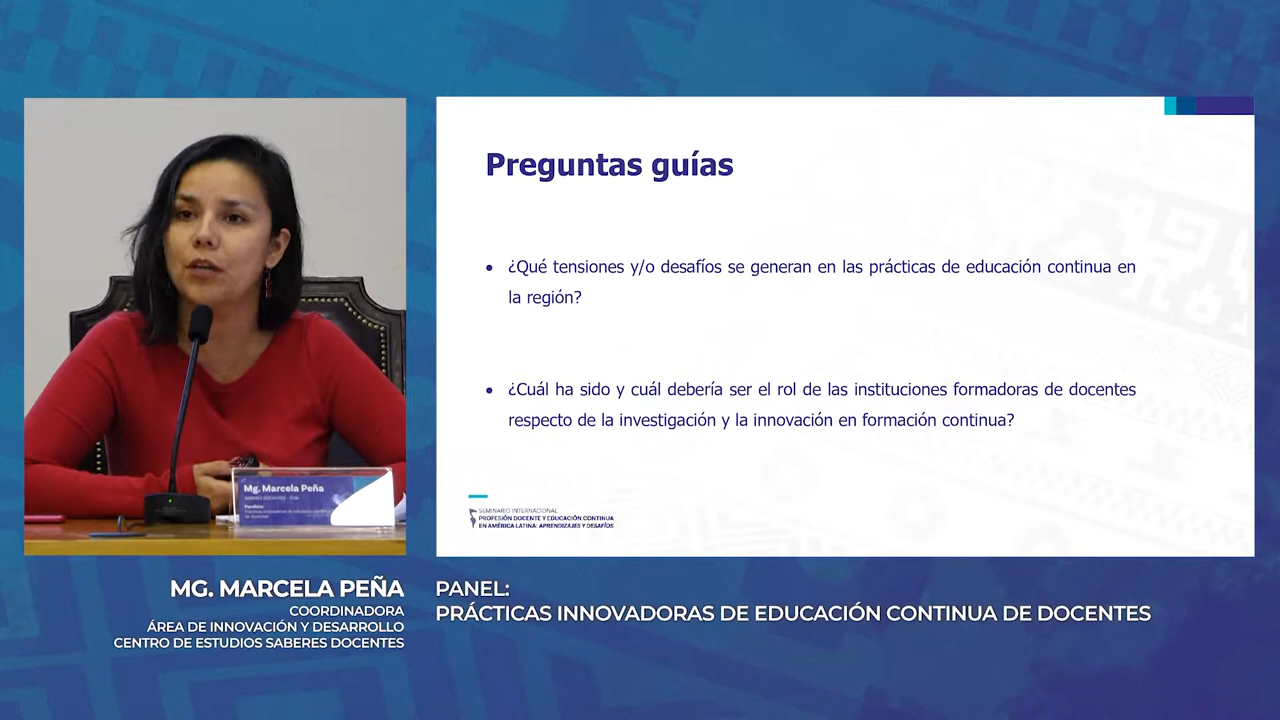 Preguntas guías
• ¿Qué tensiones y/o desafíos se generan en las prácticas de educación continua en
la región?
• ¿Cuál ha sido y cuál debería ser el rol de las instituciones formadoras de docentes
respecto de la investigación y la innovación en formación continua?
SEMINARIO INTERNACIONAL
PROFESIÓN DOCENTE Y EDUCACIÓN CONTINUA
EN AMÉRICA LATINA: APRENDIZAJES Y DESAFÍOS
Mg. Marcela Peña
MG. MARCELA PEÑA
COORDINADORA
ÁREA DE INNOVACIÓN Y DESARROLLO
CENTRO DE ESTUDIOS SABERES DOCENTES
PANEL:
PRÁCTICAS INNOVADORAS DE EDUCACIÓN CONTINUA DE DOCENTES